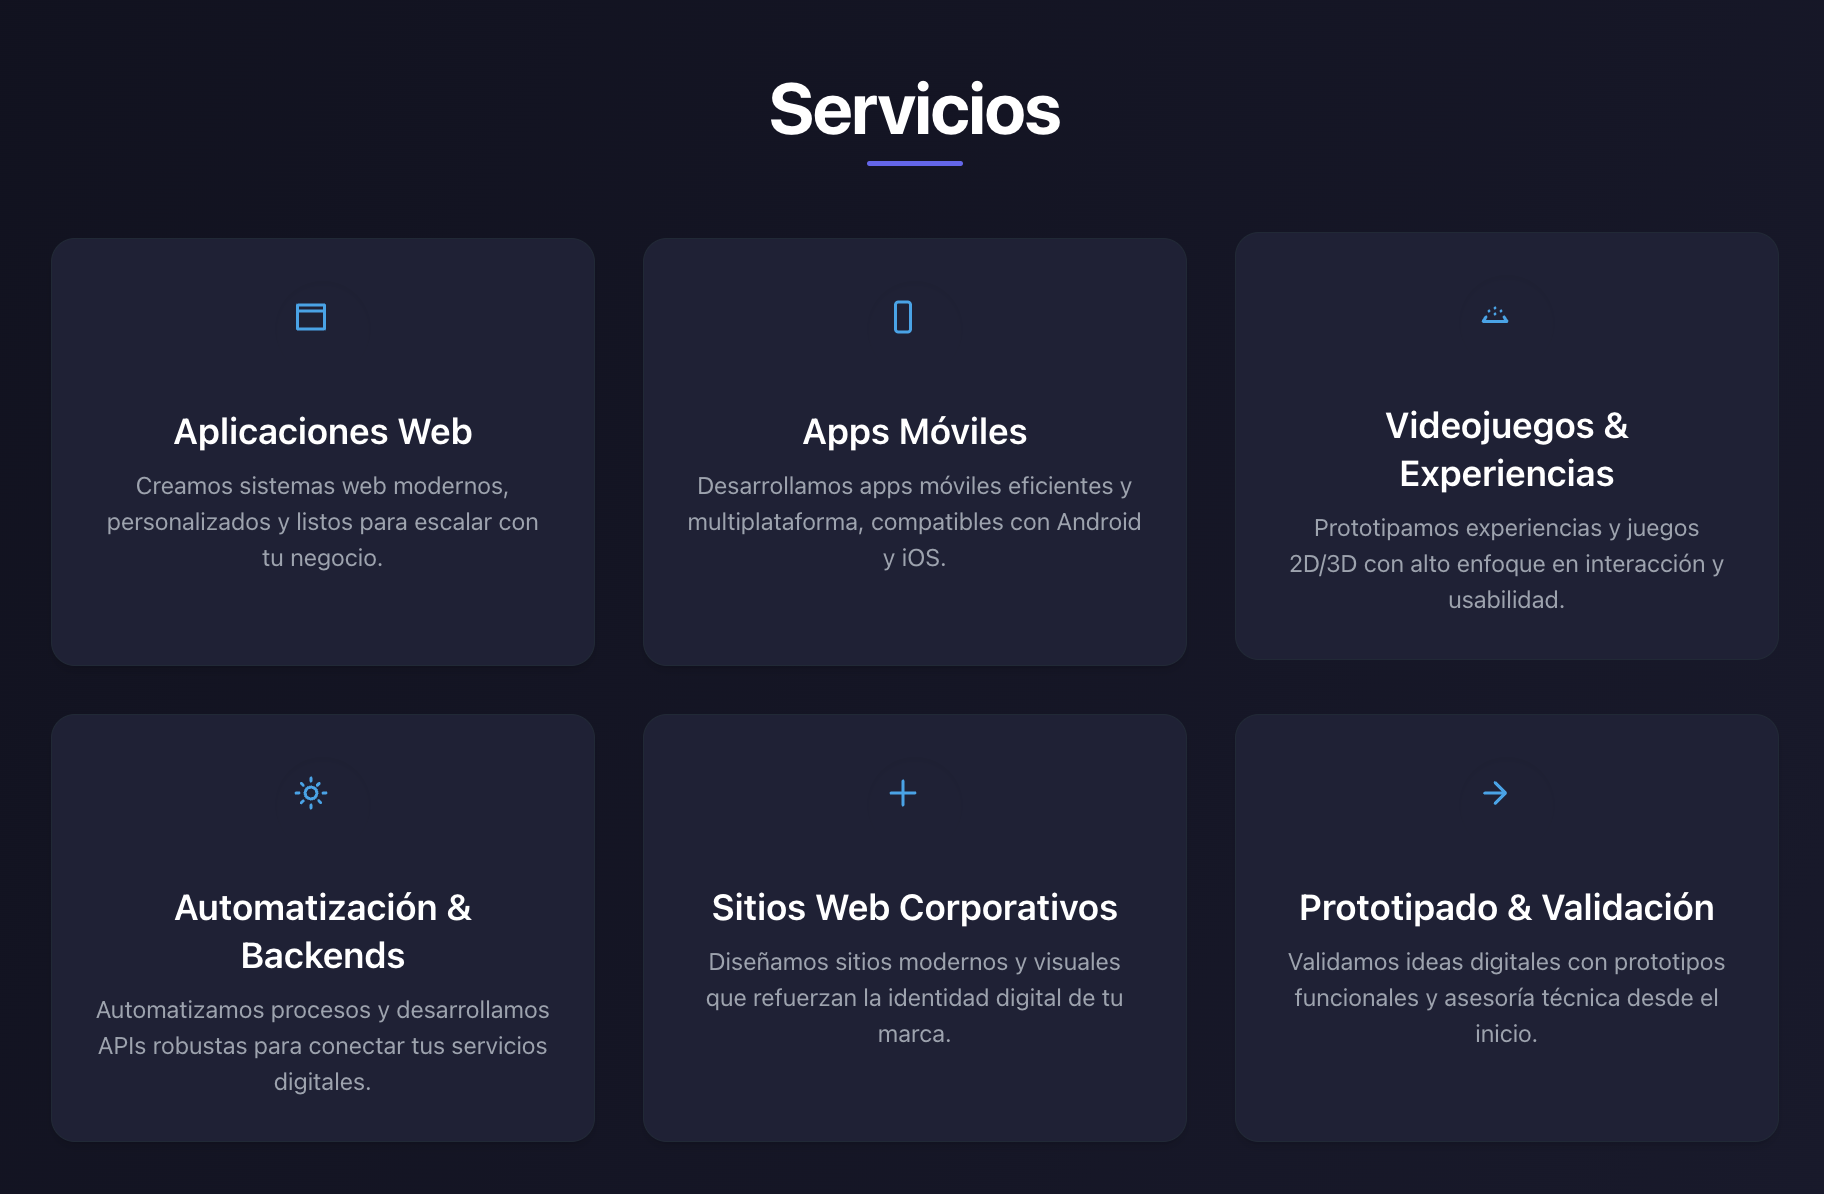 Servicios
Aplicaciones Web
Creamos sistemas web modernos,
personalizados y listos para escalar con
tu negocio.
Apps Móviles
Desarrollamos apps móviles eficientes y
multiplataforma, compatibles con Android
y iOS.
Videojuegos &
Experiencias
Prototipamos experiencias y juegos
2D/3D con alto enfoque en interacción y
usabilidad.
Automatización &
Backends
Automatizamos procesos y desarrollamos
APIs robustas para conectar tus servicios
digitales.
Sitios Web Corporativos
Diseñamos sitios modernos y visuales
que refuerzan la identidad digital de tu
marca.
Prototipado & Validación
Validamos ideas digitales con prototipos
funcionales y asesoría técnica desde el
inicio.